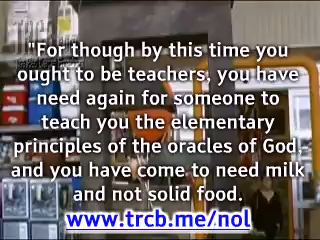 "For though by this time you
ought to be teachers, you have
need again for someone to
teach you the elementary
principles of the oracles of God,
and you have come to need milk
and not solid food.
www.trcb.me/nol